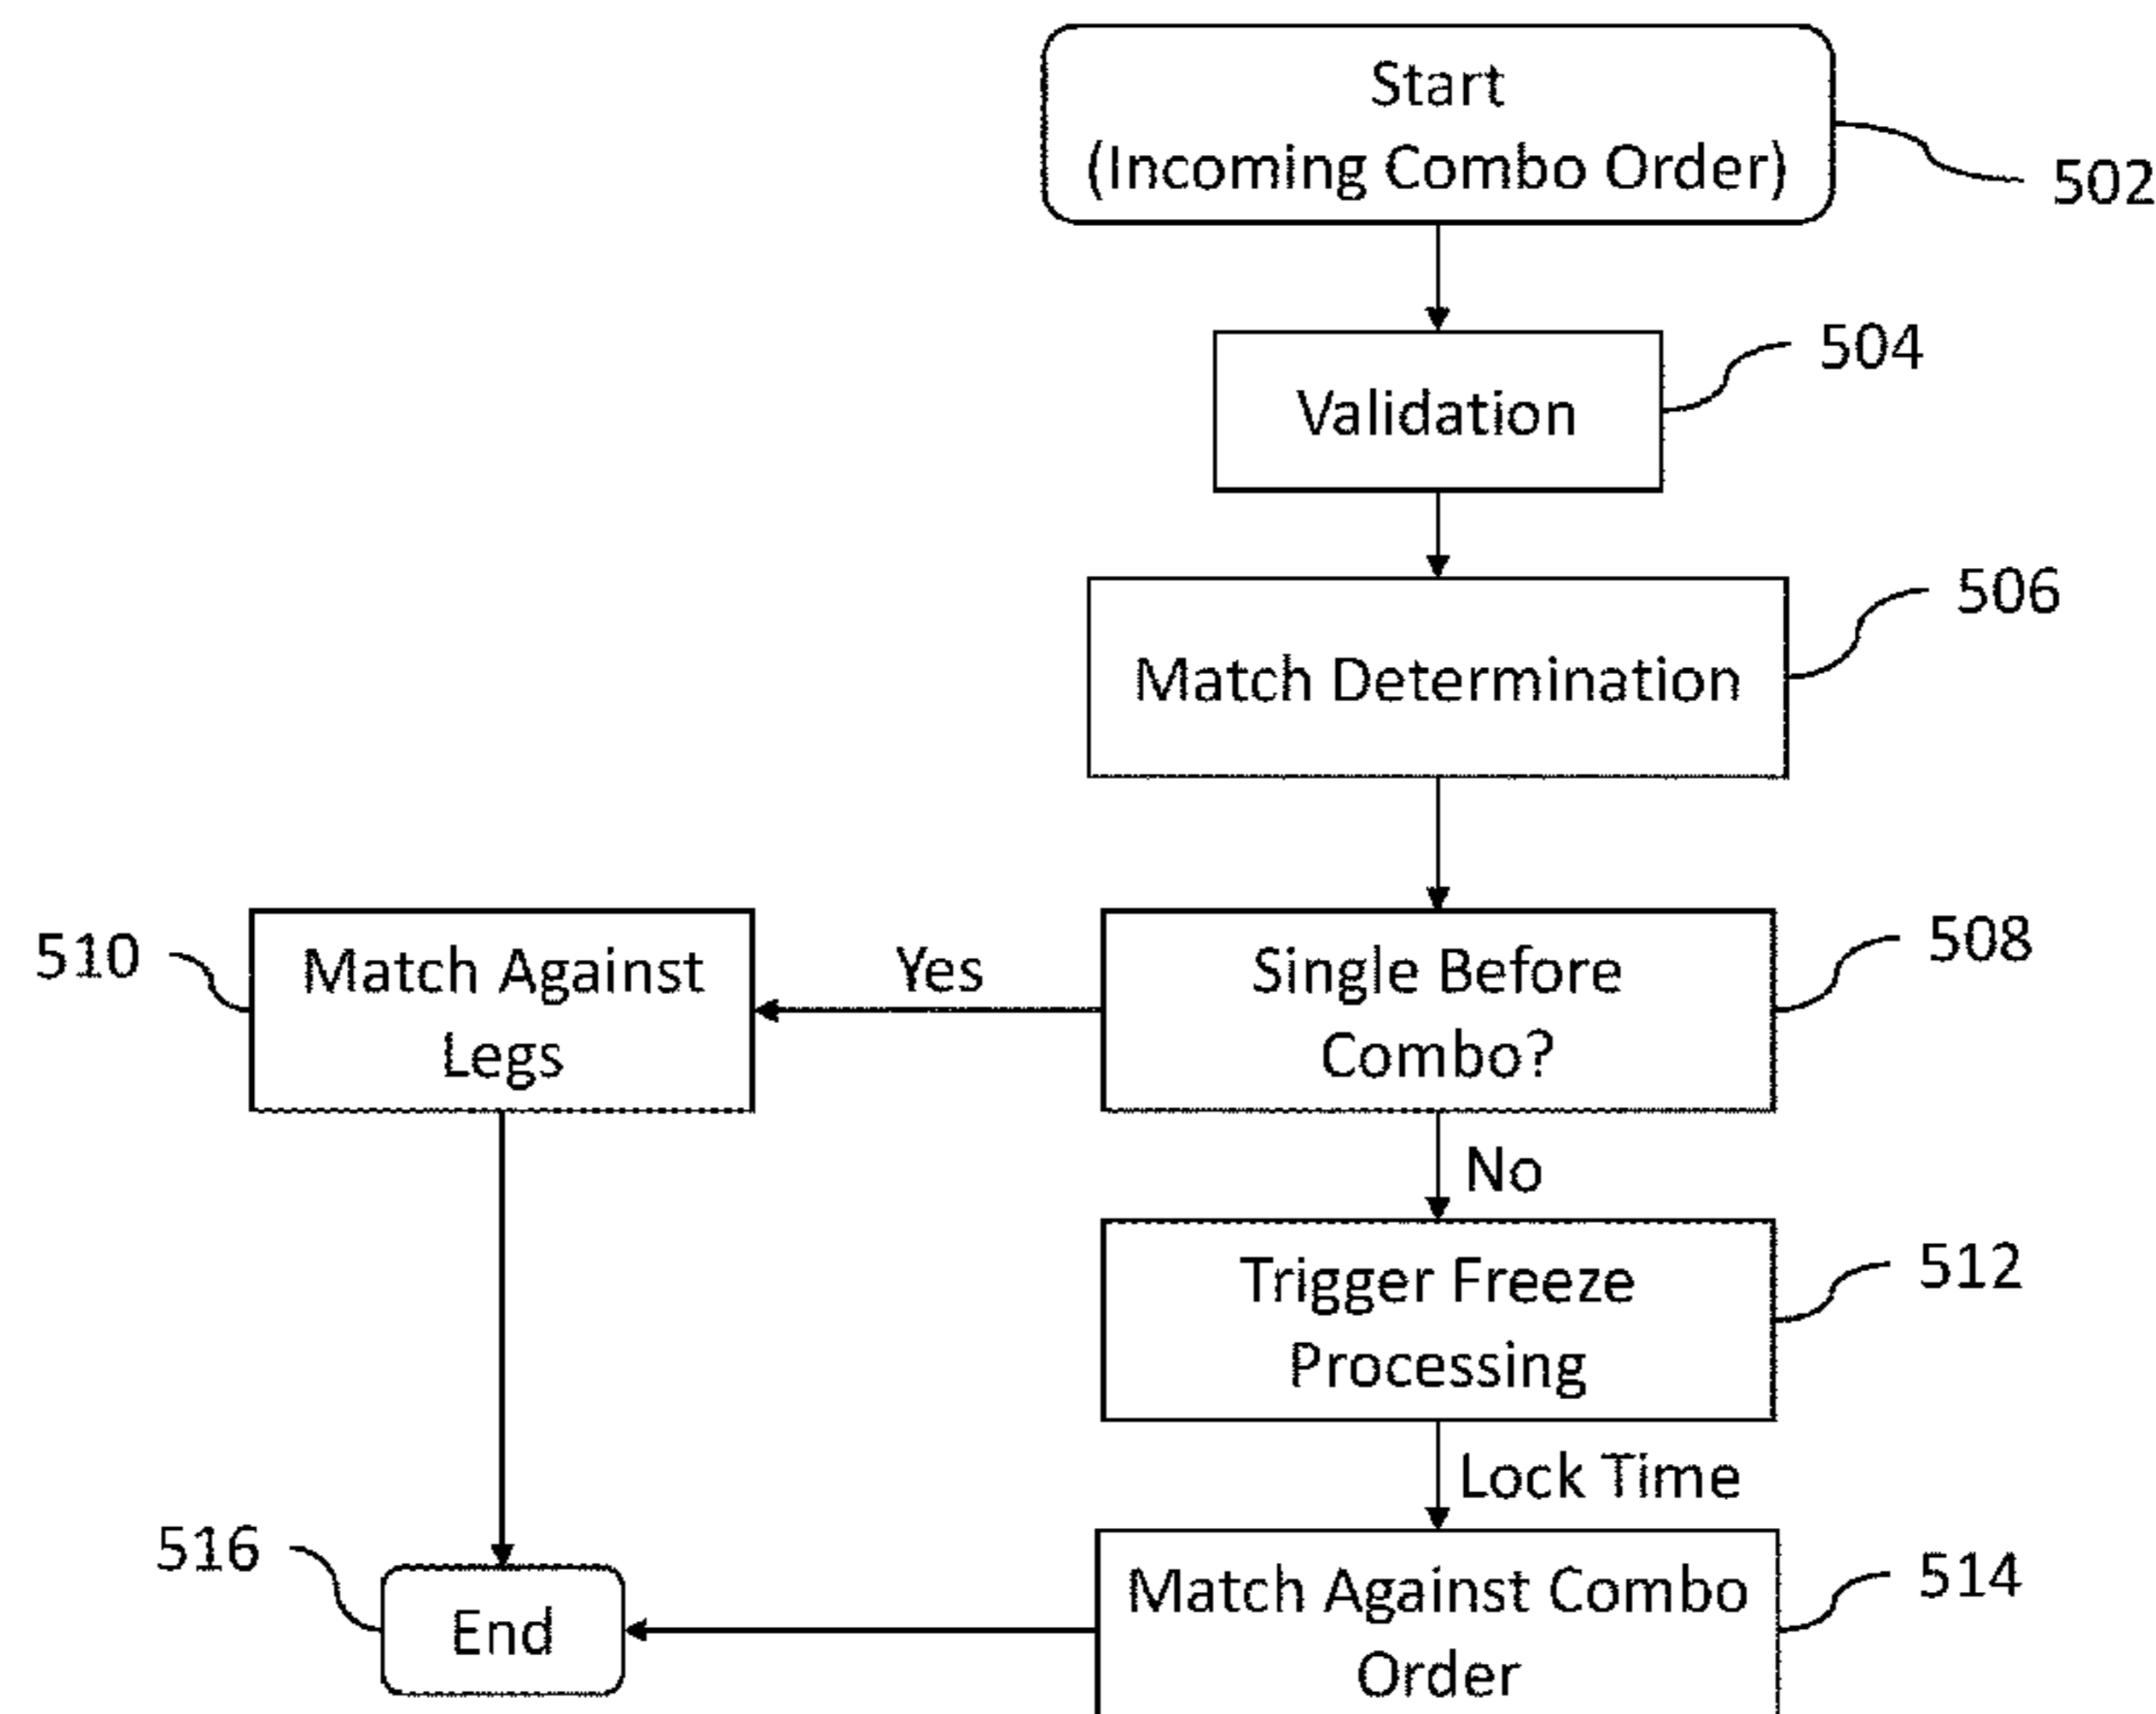 Start
(Incoming Combo Order)
502
Validation
504
Match Determination
506
Single Before
Combo?
508
Yes
Match Against
Legs
510
No
Trigger Freeze
Processing
512
Lock Time
Match Against Combo
Order
514
End
516